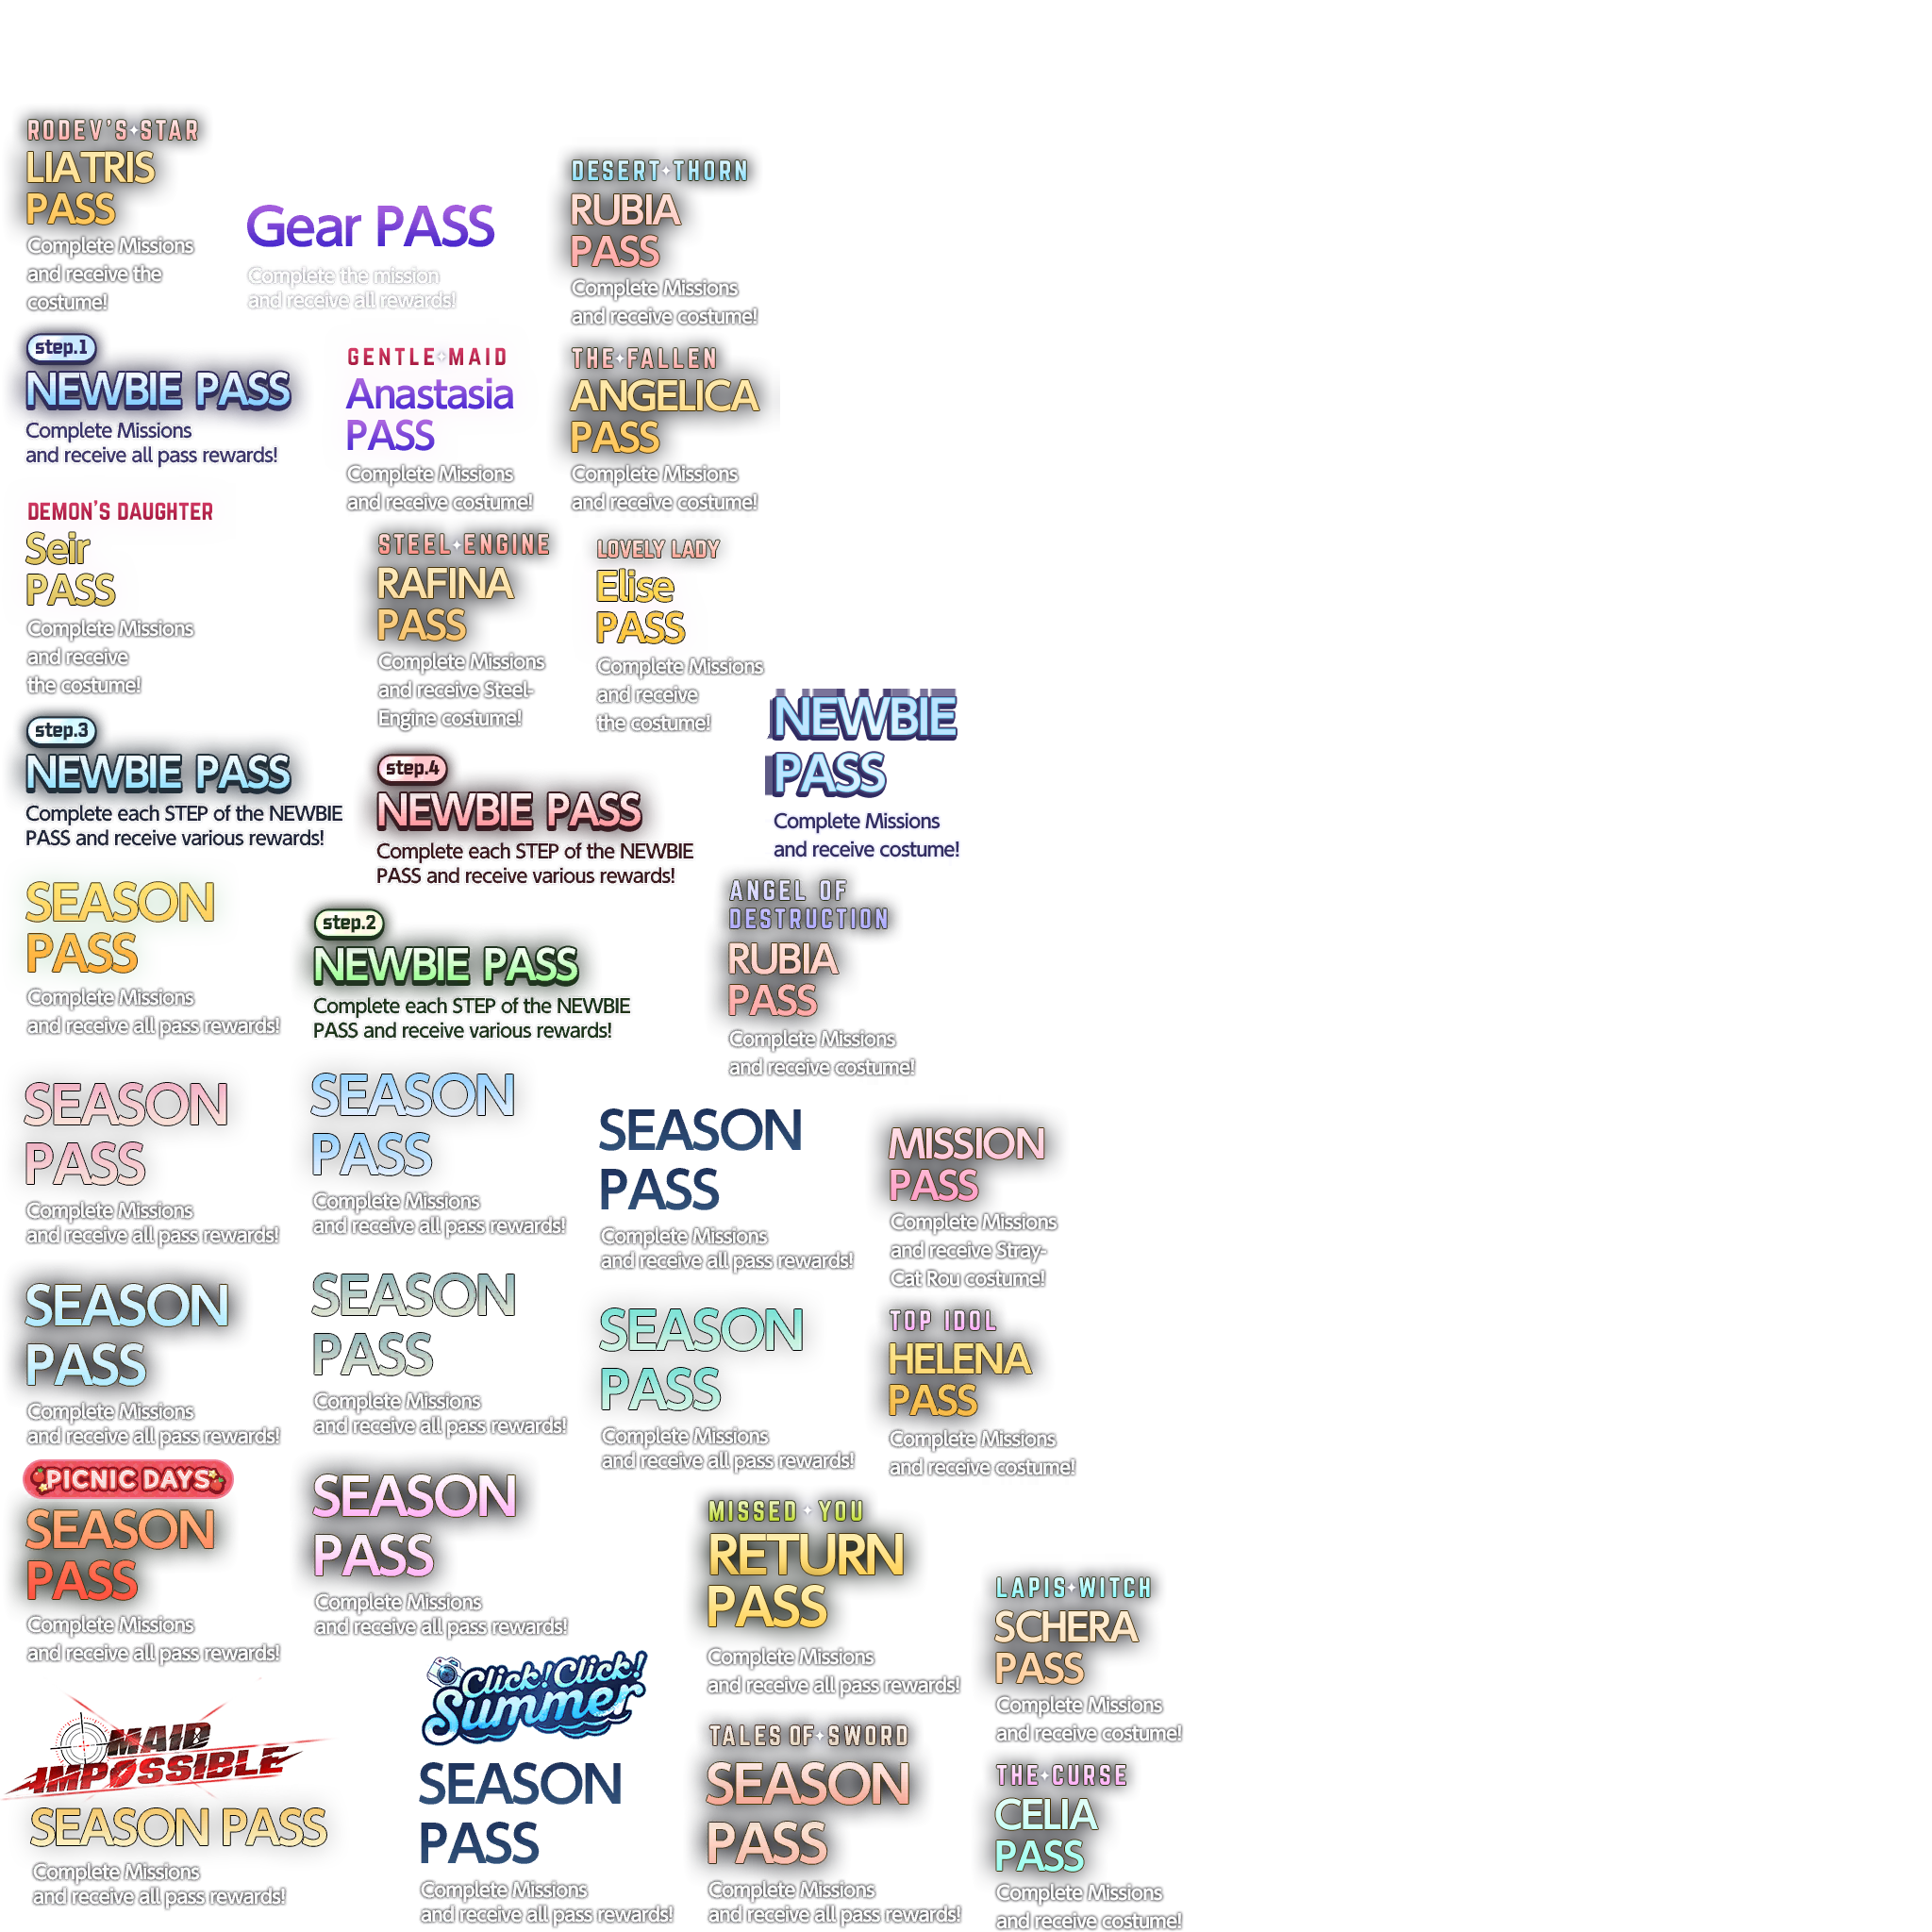 RODEV'S STAR
LIATRIS
PASS
Complete Missions
and receive the
costume!
Gear PASS
Complete the mission
and receive all rewards!
DESERT THORN
RUBIA
PASS
Complete Missions
and receive costume!
step.1
NEWBIE PASS
Complete Missions
and receive all pass rewards!
GENTLE MAID
Anastasia
PASS
Complete Missions
and receive costume!
THE FALLEN
ANGELICA
PASS
Complete Missions
and receive costume!
DEMON'S DAUGHTER
Seir
PASS
Complete Missions
and receive
the costume!
STEEL ENGINE
RAFINA
PASS
Complete Missions
and receive Steel-
Engine costume!
LOVELY LADY
Elise
PASS
Complete Missions
and receive
the costume!
NEWBIE
PASS
Complete Missions
and receive costume!
step.3
NEWBIE PASS
Complete each STEP of the NEWBIE
PASS and receive various rewards!
step.4
NEWBIE PASS
Complete each STEP of the NEWBIE
PASS and receive various rewards!
SEASON
PASS
Complete Missions
and receive all pass rewards!
step.2
NEWBIE PASS
Complete each STEP of the NEWBIE
PASS and receive various rewards!
ANGEL OF
DESTRUCTION
RUBIA
PASS
Complete Missions
and receive costume!
SEASON
PASS
Complete Missions
and receive all pass rewards!
SEASON
PASS
Complete Missions
and receive all pass rewards!
SEASON
PASS
Complete Missions
and receive all pass rewards!
MISSION
PASS
Complete Missions
and receive Stray-
Cat Rou costume!
SEASON
PASS
Complete Missions
and receive all pass rewards!
SEASON
PASS
Complete Missions
and receive all pass rewards!
SEASON
PASS
Complete Missions
and receive all pass rewards!
TOP IDOL
HELENA
PASS
Complete Missions
and receive costume!
PICNIC DAYS
SEASON
PASS
Complete Missions
and receive all pass rewards!
SEASON
PASS
Complete Missions
and receive all pass rewards!
MISSED YOU
RETURN
PASS
Complete Missions
and receive all pass rewards!
LAPIS WITCH
SCHERA
PASS
Complete Missions
and receive costume!
MAID
IMPOSSIBLE
SEASON PASS
Complete Missions
and receive all pass rewards!
Click! Click!
Summer
SEASON
PASS
Complete Missions
and receive all pass rewards!
TALES OF SWORD
SEASON
PASS
Complete Missions
and receive all pass rewards!
THE CURSE
CELIA
PASS
Complete Missions
and receive costume!